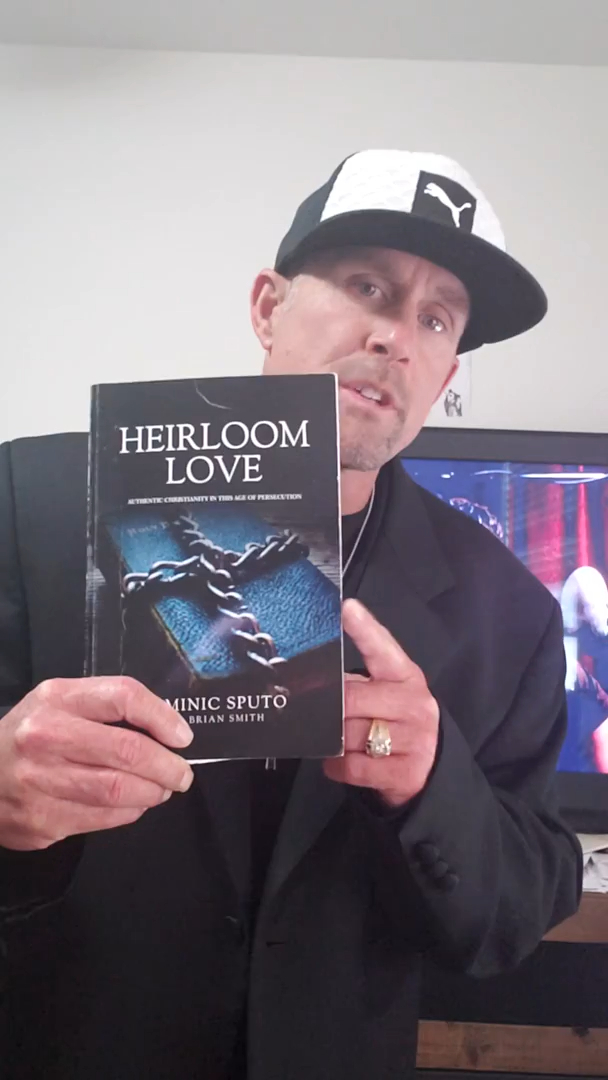 HEIRLOOM
LOVE
AUTHENTIC CHRISTIANITY IN THIS AGE OF PERSECUTION
MINIC SPUTO
BRIAN SMITH